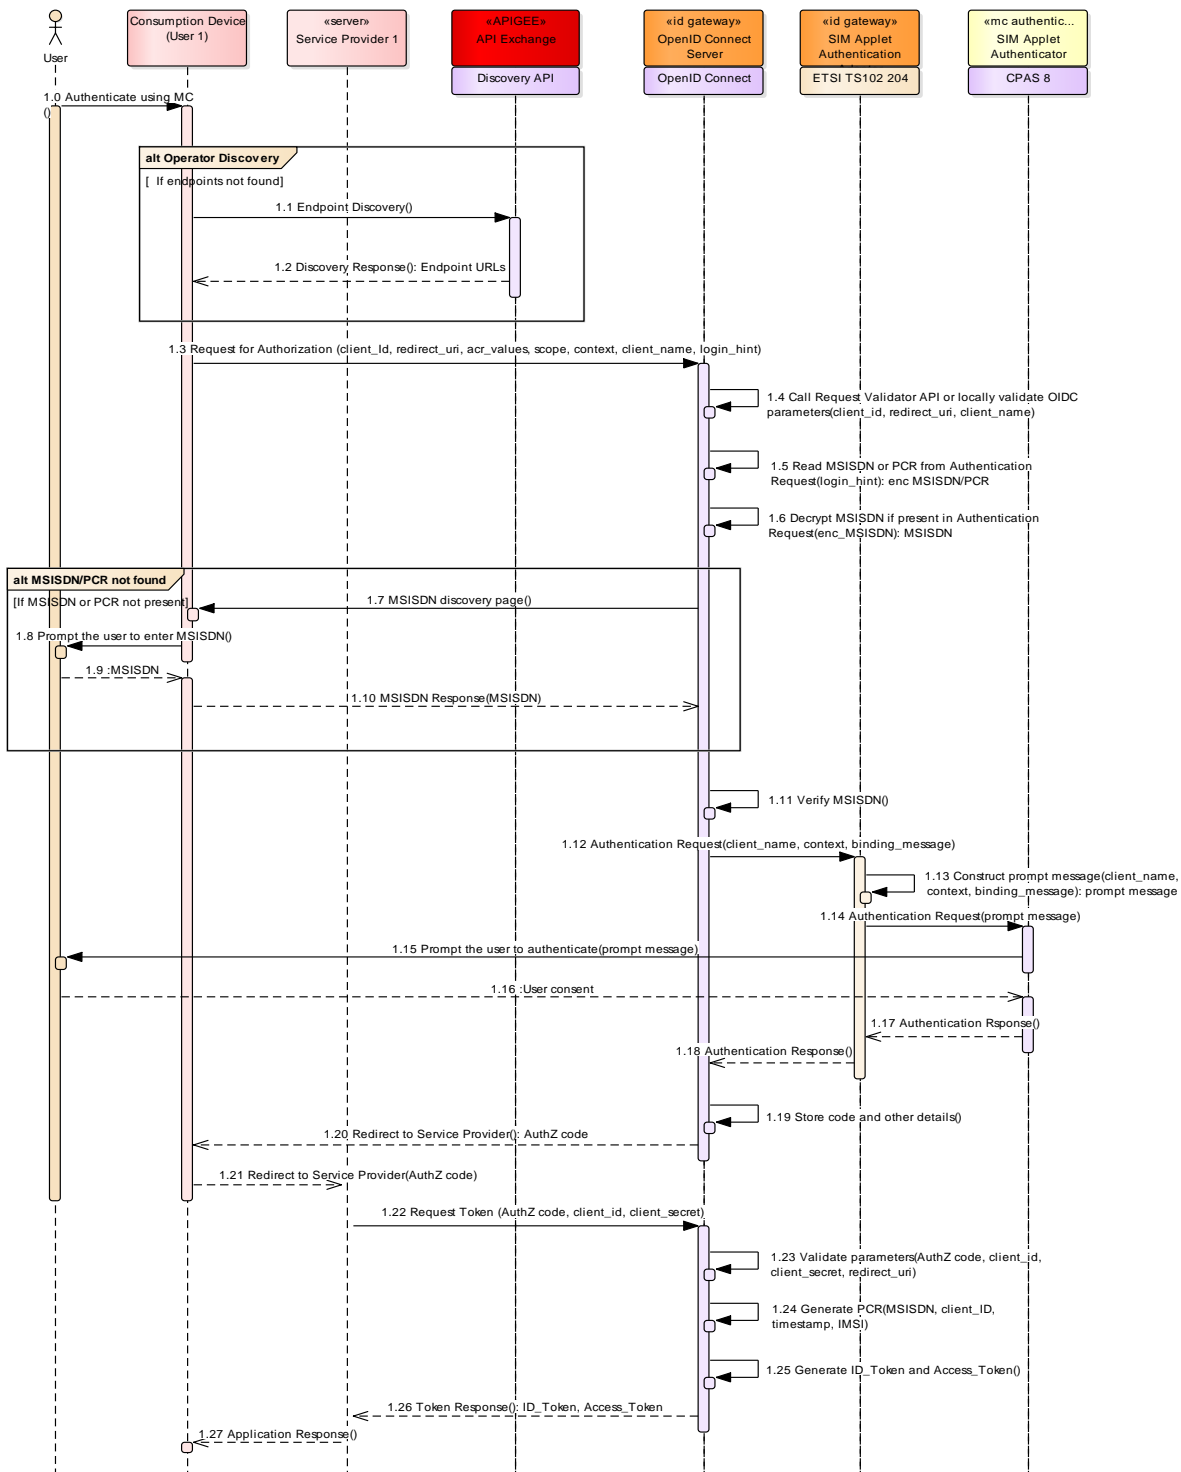 Consumption Device
(User 1)
«server»
Service Provider 1
«APIGEE»
API Exchange
Discovery API
«id gateway»
OpenID Connect
Server
OpenID Connect
«id gateway»
SIM Applet
Authentication
ETSI TS102 204
«mc authentic...
SIM Applet
Authenticator
CPAS 8
User
1.0 Authenticate using MC
()
alt Operator Discovery
[ If endpoints not found]
1.1 Endpoint Discovery()
1.2 Discovery Response(): Endpoint URLs
1.3 Request for Authorization (client_Id, redirect_uri, acr_values, scope, context, client_name, login_hint)
1.4 Call Request Validator API or locally validate OIDC
parameters(client_id, redirect_uri, client_name)
1.5 Read MSISDN or PCR from Authentication
Request(login_hint): enc MSISDN/PCR
1.6 Decrypt MSISDN if present in Authentication
Request(enc_MSISDN): MSISDN
alt MSISDN/PCR not found
[If MSISDN or PCR not present]
1.7 MSISDN discovery page()
1.8 Prompt the user to enter MSISDN()
1.9 :MSISDN
1.10 MSISDN Response(MSISDN)
1.11 Verify MSISDN()
1.12 Authentication Request(client_name, context, binding_message)
1.13 Construct prompt message(client_name,
context, binding_message): prompt message
1.14 Authentication Request(prompt message)
1.15 Prompt the user to authenticate(prompt message)
1.16 :User consent
1.17 Authentication Rsponse()
1.18 Authentication Response()
1.19 Store code and other details()
1.20 Redirect to Service Provider(): AuthZ code
1.21 Redirect to Service Provider(AuthZ code)
1.22 Request Token (AuthZ code, client_id, client_secret)
1.23 Validate parameters(AuthZ code, client_id,
client_secret, redirect_uri)
1.24 Generate PCR(MSISDN, client_ID,
timestamp, IMSI)
1.25 Generate ID_Token and Access_Token()
1.26 Token Response(): ID_Token, Access_Token
1.27 Application Response()